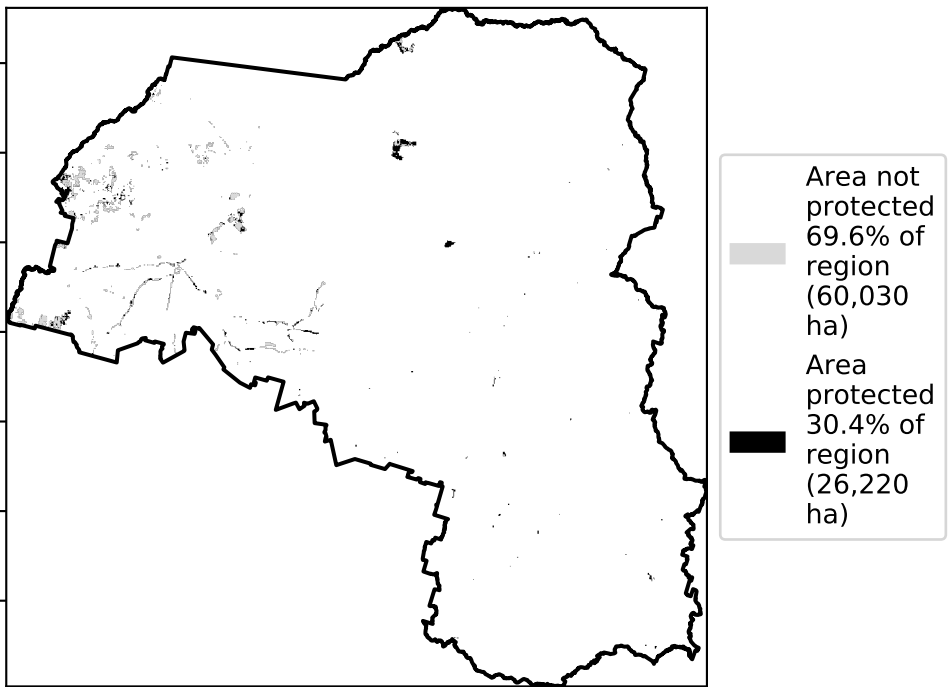 Area not
protected
69.6% of
region
(60,030
ha)
Area
protected
30.4% of
region
(26,220
ha)